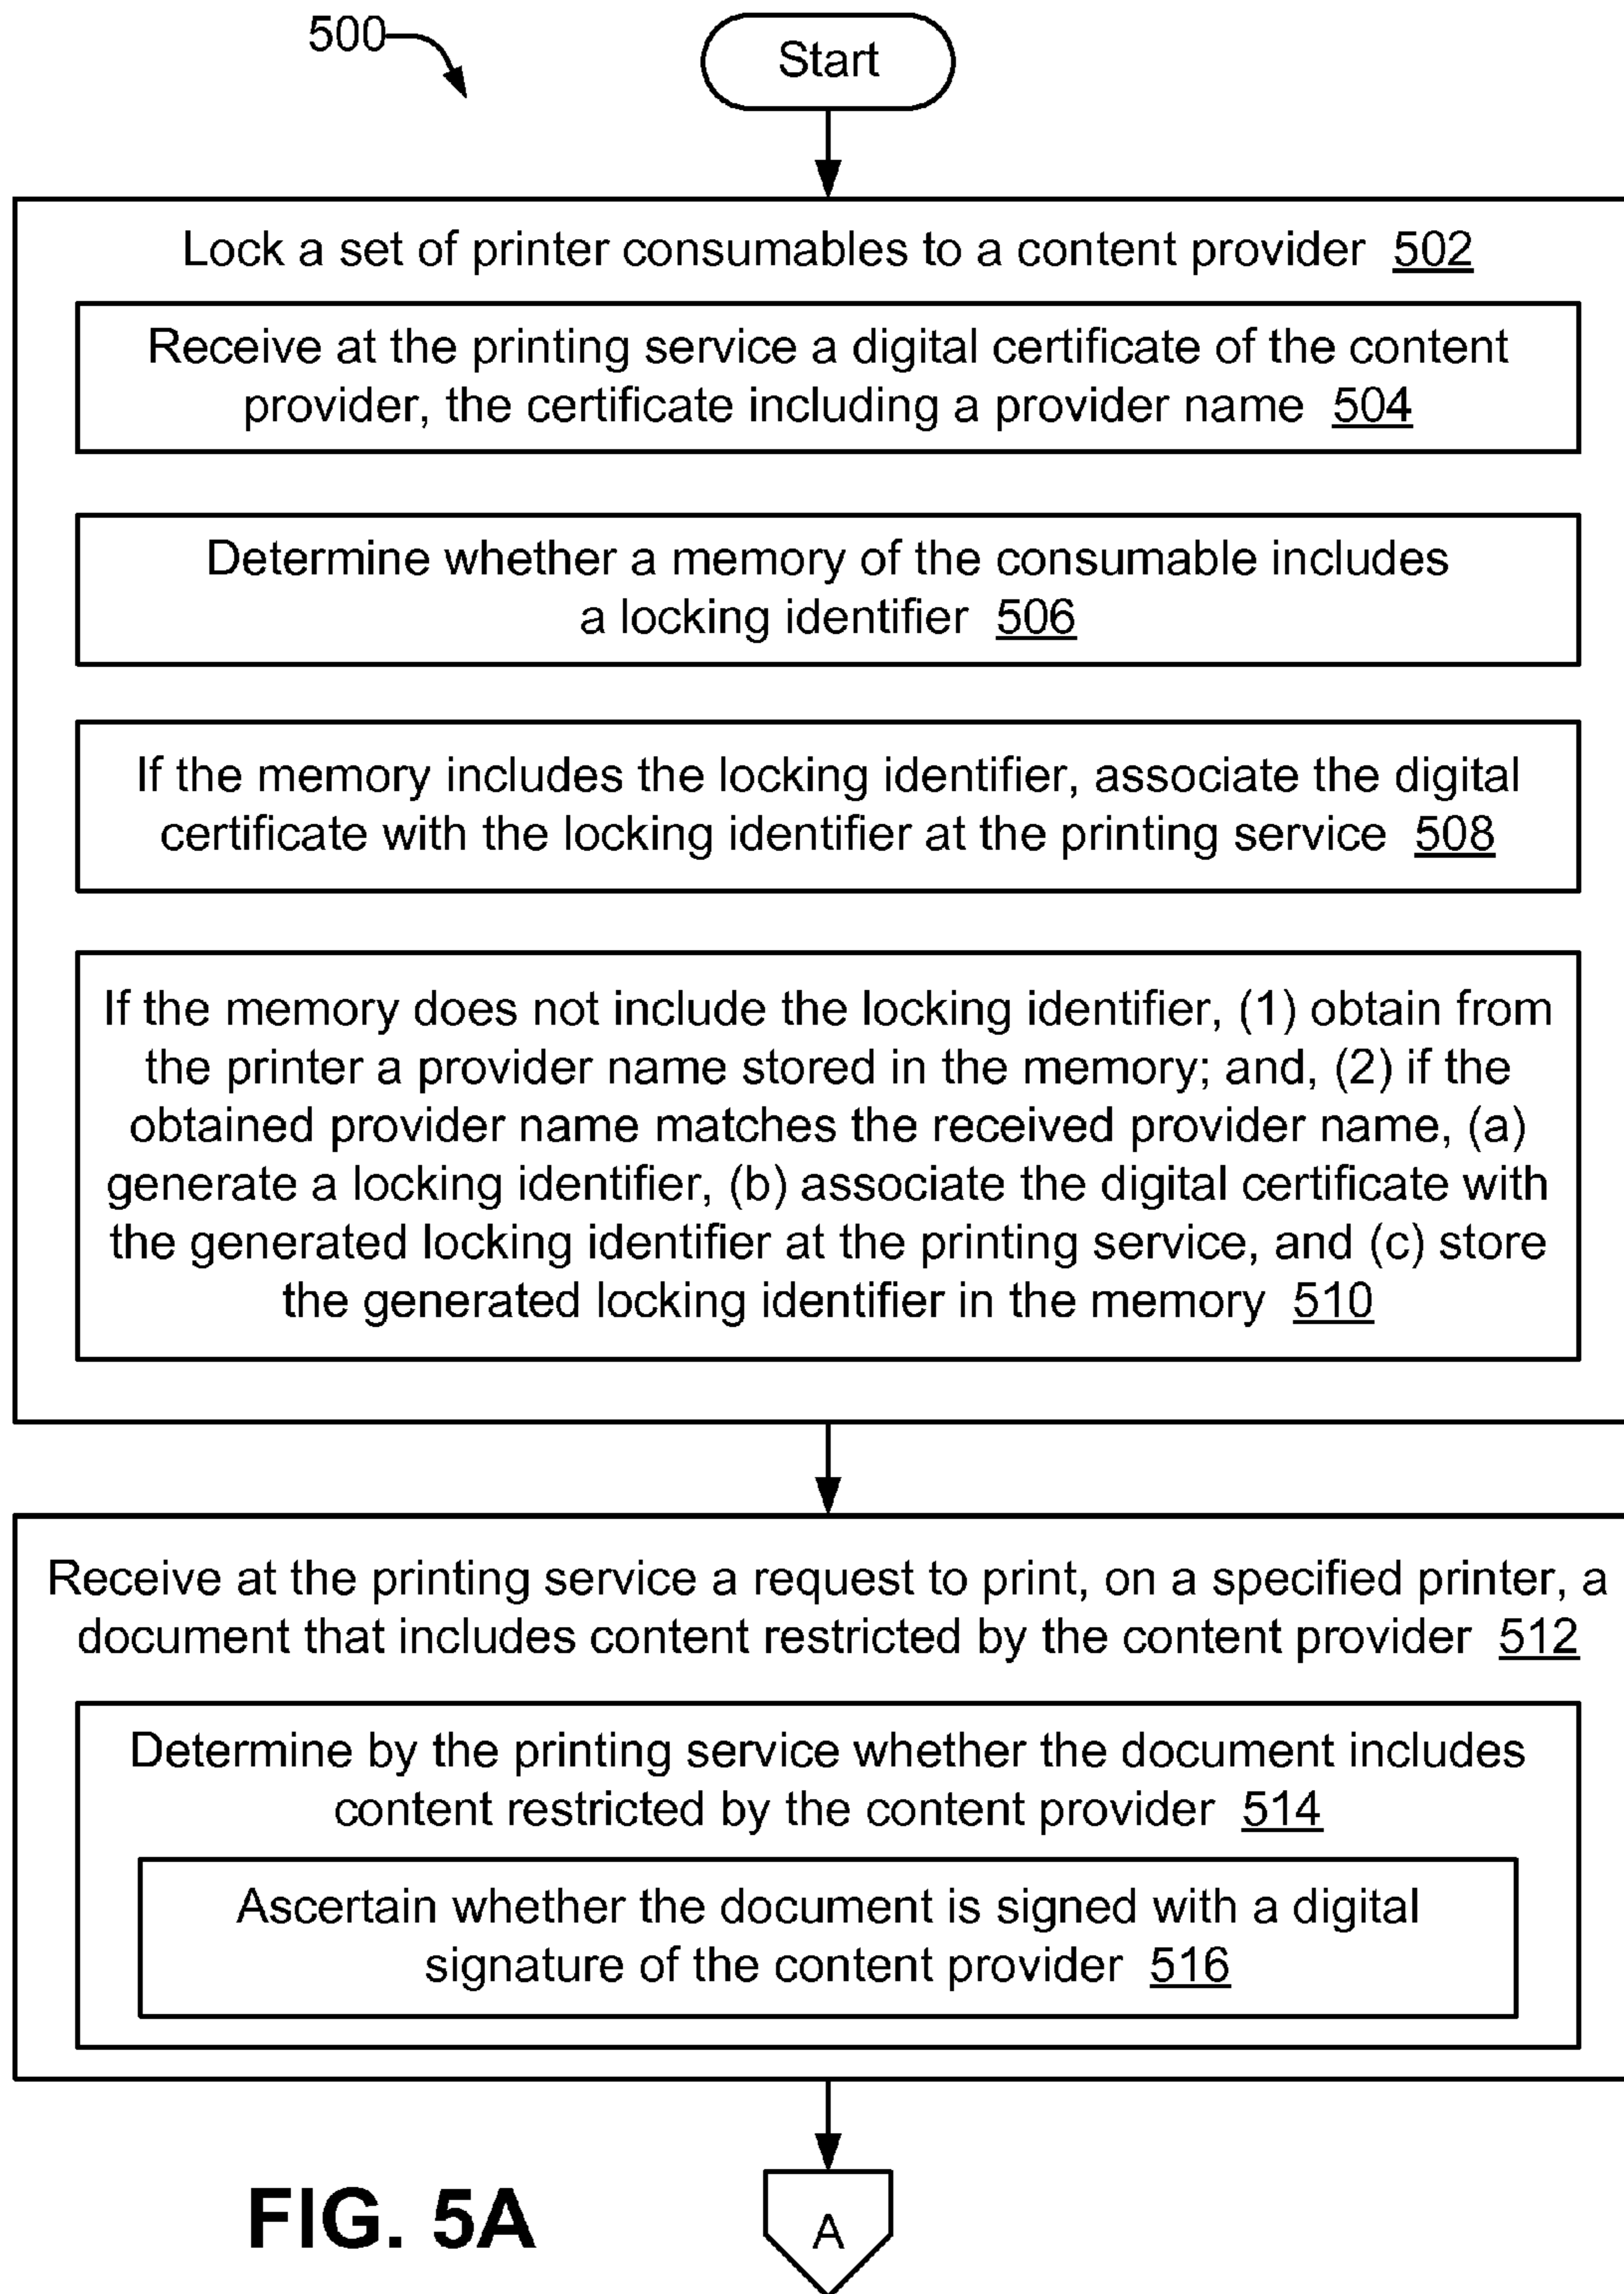 500
Start
Lock a set of printer consumables to a content provider 502
Receive at the printing service a digital certificate of the content
provider, the certificate including a provider name 504
Determine whether a memory of the consumable includes
a locking identifier 506
If the memory includes the locking identifier, associate the digital
certificate with the locking identifier at the printing service 508
If the memory does not include the locking identifier, (1) obtain from
the printer a provider name stored in the memory; and, (2) if the
obtained provider name matches the received provider name, (a)
generate a locking identifier, (b) associate the digital certificate with
the generated locking identifier at the printing service, and (c) store
the generated locking identifier in the memory 510
Receive at the printing service a request to print, on a specified printer, a
document that includes content restricted by the content provider 512
Determine by the printing service whether the document includes
content restricted by the content provider 514
Ascertain whether the document is signed with a digital
signature of the content provider 516
FIG. 5A
A